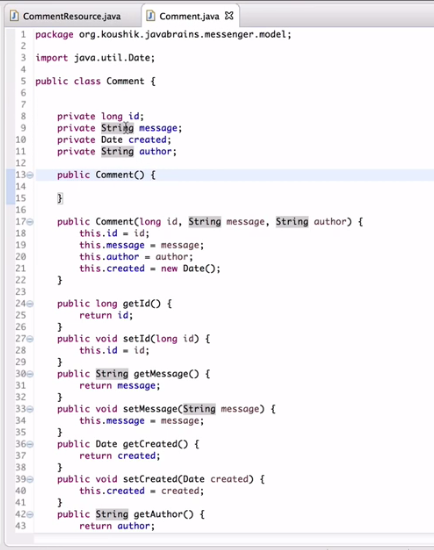 CommentResource.java Comment.java
1 package org.koushik.javabrains.messenger.model;
2
3 import java.util.Date;
4
5 public class Comment {
6
7
8 private long id;
9 private String message;
10 private Date created;
11 private String author;
12
13 public Comment() {
14
15 }
16
17 public Comment(long id, String message, String author) {
18 this.id = id;
19 this.message = message;
20 this.author = author;
21 this.created = new Date();
22 }
23
24 public long getId() {
25 return id;
26 }
27 public void setId(long id) {
28 this.id = id;
29 }
30 public String getMessage() {
31 return message;
32 }
33 public void setMessage(String message) {
34 this.message = message;
35 }
36 public Date getCreated() {
37 return created;
38 }
39 public void setCreated(Date created) {
40 this.created = created;
41 }
42 public String getAuthor() {
43 return author;